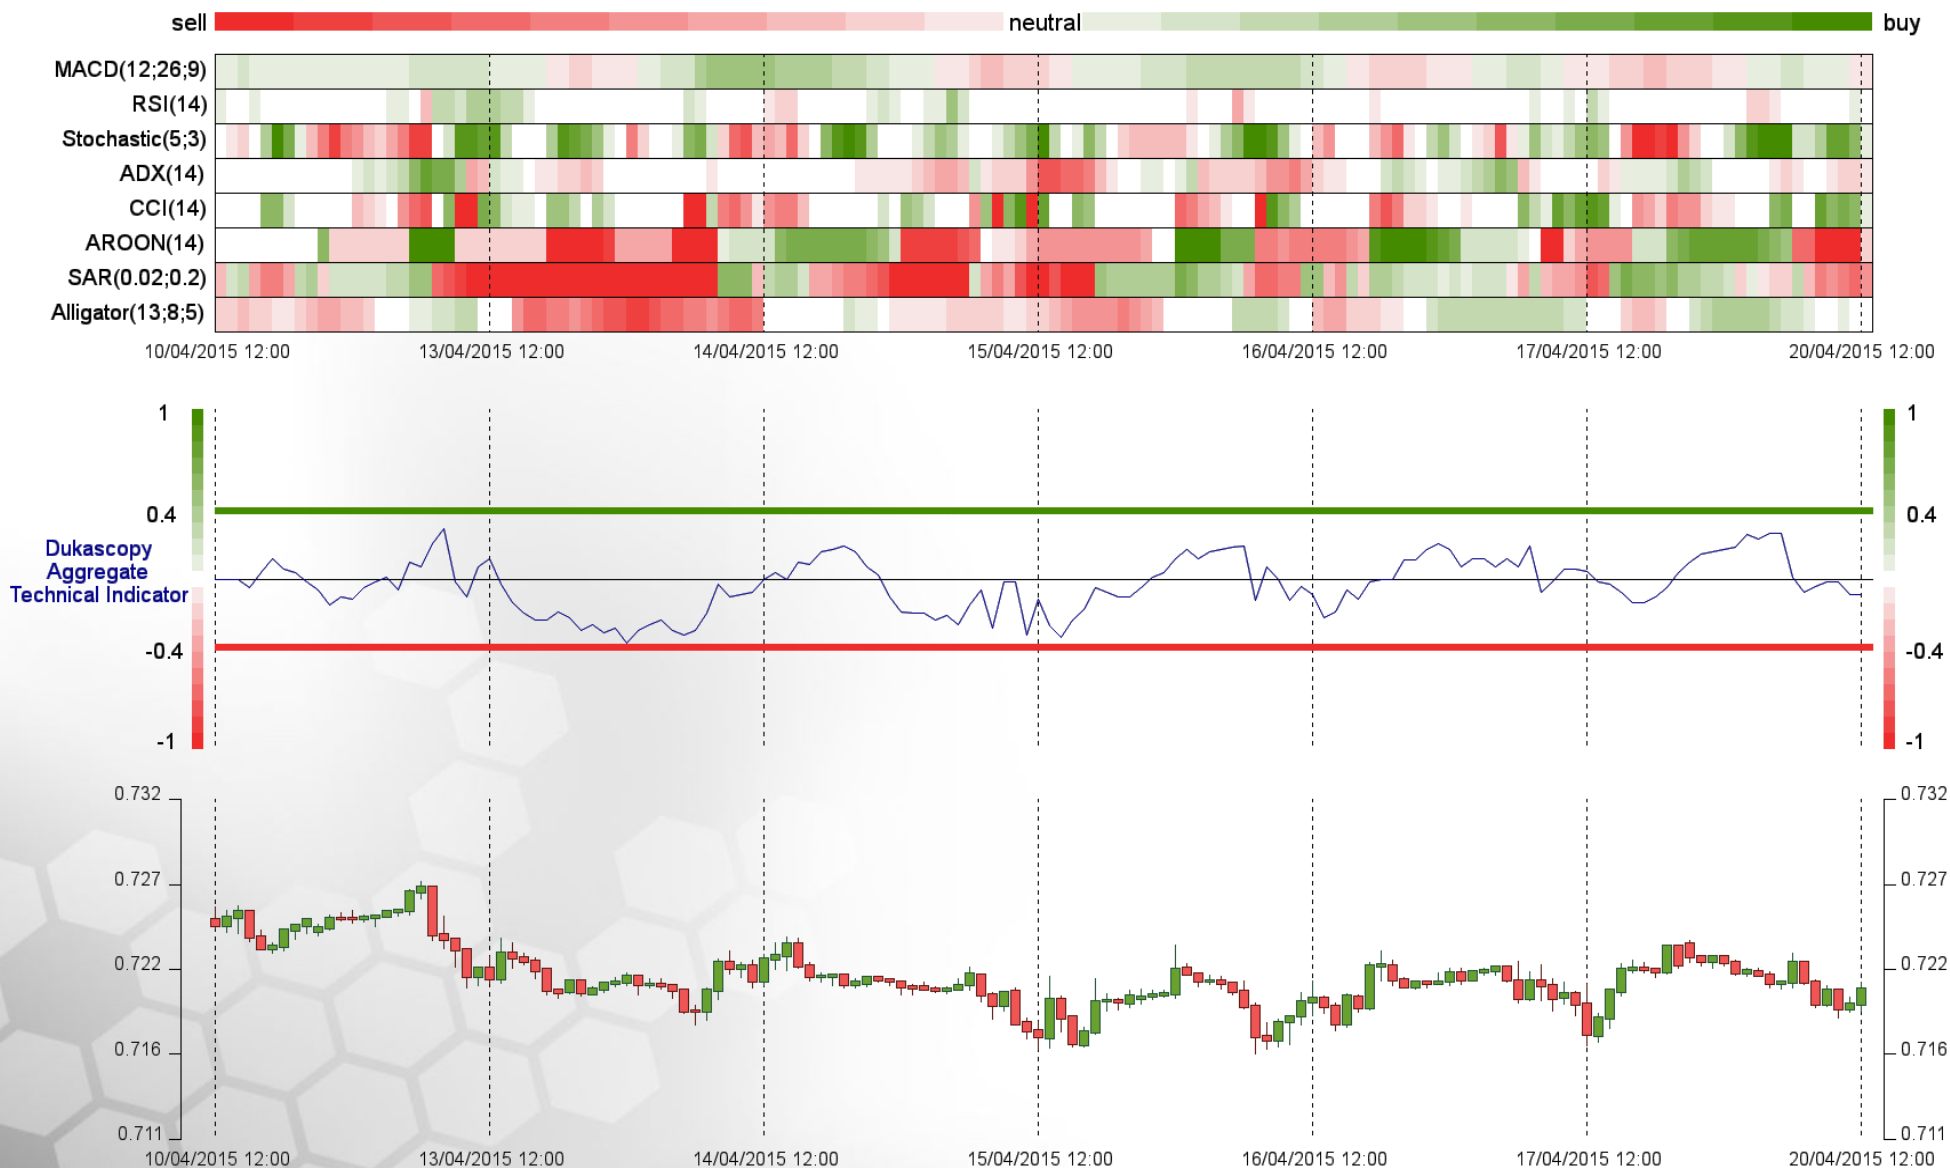 sell neutral buy
MACD(12;26;9)
RSI(14)
Stochastic(5;3)
ADX(14)
CCI(14)
AROON(14)
SAR(0.02;0.2)
Alligator(13;8;5)
10/04/2015 12:00 13/04/2015 12:00 14/04/2015 12:00 15/04/2015 12:00 16/04/2015 12:00 17/04/2015 12:00 20/04/2015 12:00
1 1
0.4 0.4
Dukascopy
Aggregate
Technical Indicator
-0.4 -0.4
-1 -1
0.732 0.732
0.727 0.727
0.722 0.722
0.716 0.716
0.711 0.711
10/04/2015 12:00 13/04/2015 12:00 14/04/2015 12:00 15/04/2015 12:00 16/04/2015 12:00 17/04/2015 12:00 20/04/2015 12:00